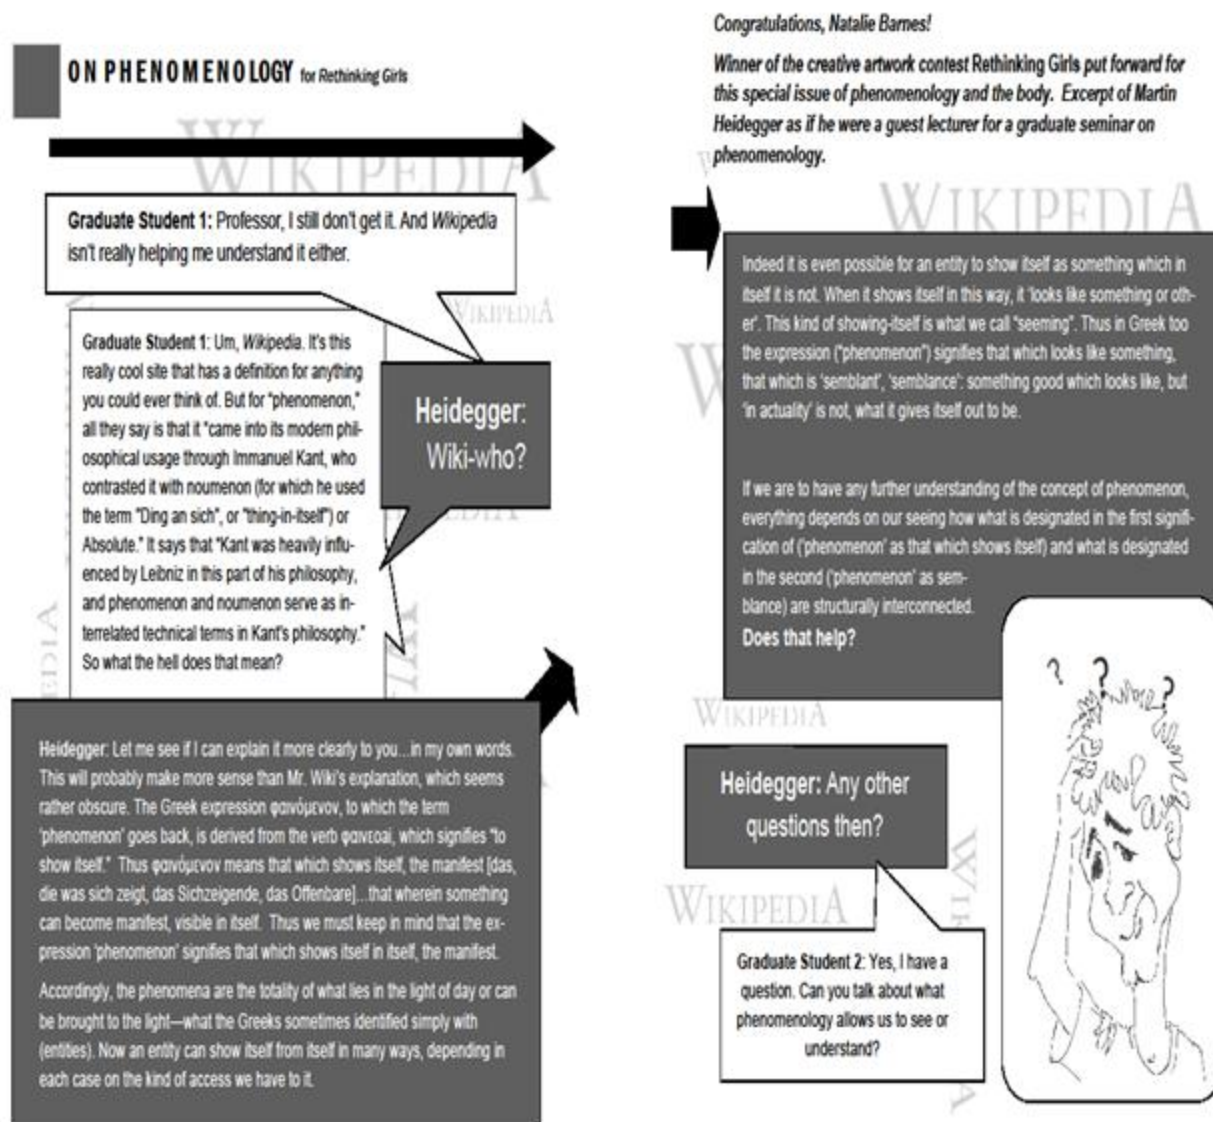 ON PHENOMENOLOGY for Rethinking Girls
WIKIPEDIA
Graduate Student 1: Professor, I still don't get it. And Wikipedia
isn't really helping me understand it either.
WIKIPEDIA
Graduate Student 1: Um, Wikipedia. It's this
really cool site that has a definition for anything
you could ever think of. But for "phenomenon,"
all they say is that it "came into its modern phil-
osophical usage through Immanuel Kant, who
contrasted it with noumenon (for which he used
the term "Ding an sich", or "thing-in-itself") or
Absolute." It says that "Kant was heavily influ-
enced by Leibniz in this part of his philosophy,
and phenomenon and noumenon serve as in-
terrelated technical terms in Kant's philosophy."
So what the hell does that mean?
Heidegger:
Wiki-who?
EDIA
Heidegger: Let me see if I can explain it more clearly to you...in my own words.
This will probably make more sense than Mr. Wiki's explanation, which seems
rather obscure. The Greek expression φαινόμενον, to which the term
'phenomenon' goes back, is derived from the verb φαινεσαι, which signifies "to
show itself." Thus φαινόμενον means that which shows itself, the manifest [das,
die was sich zeigt, das Sichzeigende, das Offenbare]...that wherein something
can become manifest, visible in itself. Thus we must keep in mind that the ex-
pression 'phenomenon' signifies that which shows itself in itself, the manifest.
Accordingly, the phenomena are the totality of what lies in the light of day or can
be brought to the light—what the Greeks sometimes identified simply with
(entities). Now an entity can show itself from itself in many ways, depending in
each case on the kind of access we have to it.
Congratulations, Natalie Barnes!
Winner of the creative artwork contest Rethinking Girls put forward for
this special issue of phenomenology and the body. Excerpt of Martin
Heidegger as if he were a guest lecturer for a graduate seminar on
phenomenology.
WIKIPEDIA
Indeed it is even possible for an entity to show itself as something which in
itself it is not. When it shows itself in this way, it 'looks like something or oth-
er'. This kind of showing-itself is what we call "seeming". Thus in Greek too
the expression ("phenomenon") signifies that which looks like something,
that which is 'semblant', 'semblance': something good which looks like, but
'in actuality' is not, what it gives itself out to be.
If we are to have any further understanding of the concept of phenomenon,
everything depends on our seeing how what is designated in the first signifi-
cation of ('phenomenon' as that which shows itself) and what is designated
in the second ('phenomenon' as sem-
blance) are structurally interconnected.
Does that help?
? ? ?
WIKIPEDIA
Heidegger: Any other
questions then?
WIKIPEDIA
Graduate Student 2: Yes, I have a
question. Can you talk about what
phenomenology allows us to see or
understand?